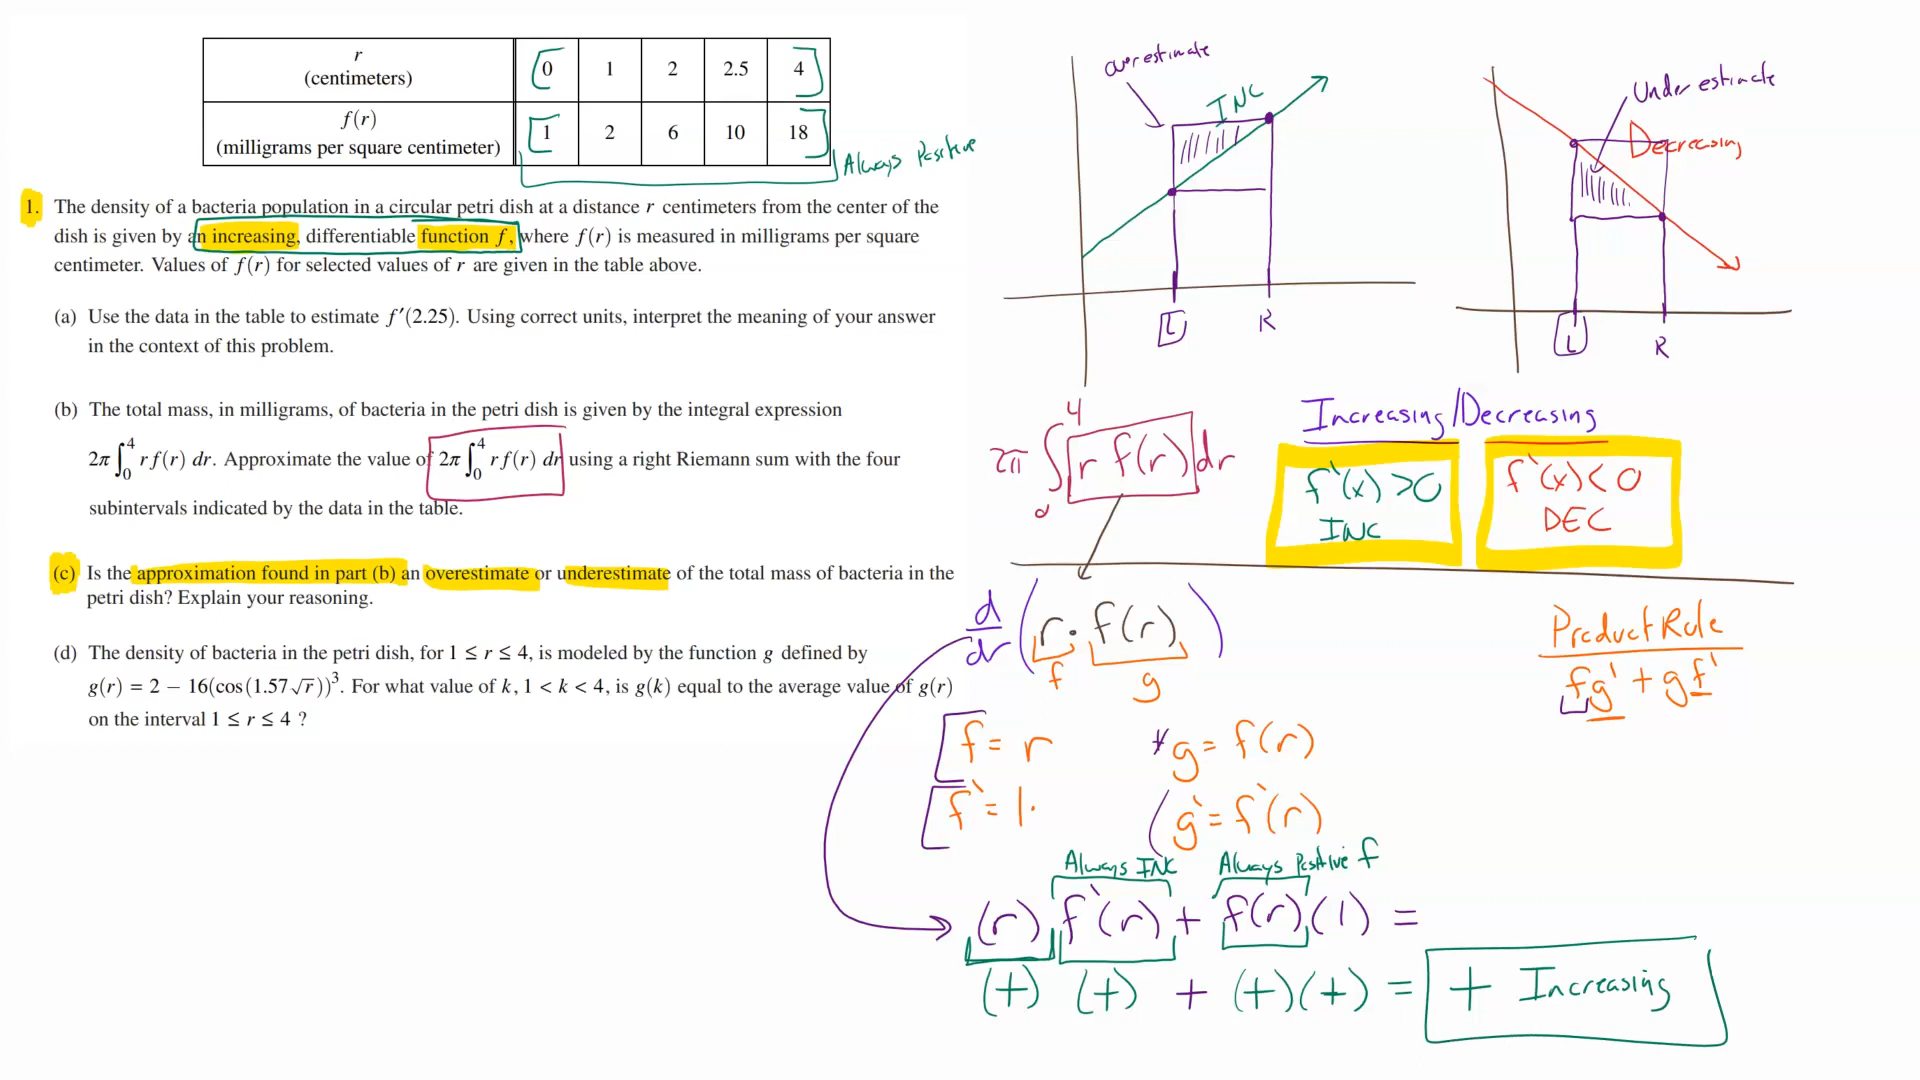 r
(centimeters)
0 1 2 2.5 4
f(r)
(milligrams per square centimeter)
1 2 6 10 18
Always Positive
1. The density of a bacteria population in a circular petri dish at a distance r centimeters from the center of the
dish is given by an increasing, differentiable function f, where f(r) is measured in milligrams per square
centimeter. Values of f(r) for selected values of r are given in the table above.
(a) Use the data in the table to estimate f′(2.25). Using correct units, interpret the meaning of your answer
in the context of this problem.
(b) The total mass, in milligrams, of bacteria in the petri dish is given by the integral expression
2π ∫₀⁴ r f(r) dr. Approximate the value of 2π ∫₀⁴ r f(r) dr using a right Riemann sum with the four
subintervals indicated by the data in the table.
(c) Is the approximation found in part (b) an overestimate or underestimate of the total mass of bacteria in the
petri dish? Explain your reasoning.
(d) The density of bacteria in the petri dish, for 1 ≤ r ≤ 4, is modeled by the function g defined by
g(r) = 2 − 16(cos(1.57√r))³. For what value of k, 1 < k < 4, is g(k) equal to the average value of g(r)
on the interval 1 ≤ r ≤ 4 ?
overestimate
INC
L R
Underestimate
Decreasing
L R
2π ∫₀⁴ r f(r) dr
Increasing/Decreasing
f'(x) >0
INC
f'(x) < 0
DEC
d/dr (r · f(r))
f g
Product Rule
fg' + gf'
f = r
* g = f(r)
f' = 1
g' = f'(r)
Always INC Always Positive f
(r) f'(r) + f(r)(1) =
(+) (+) + (+)(+) = + Increasing